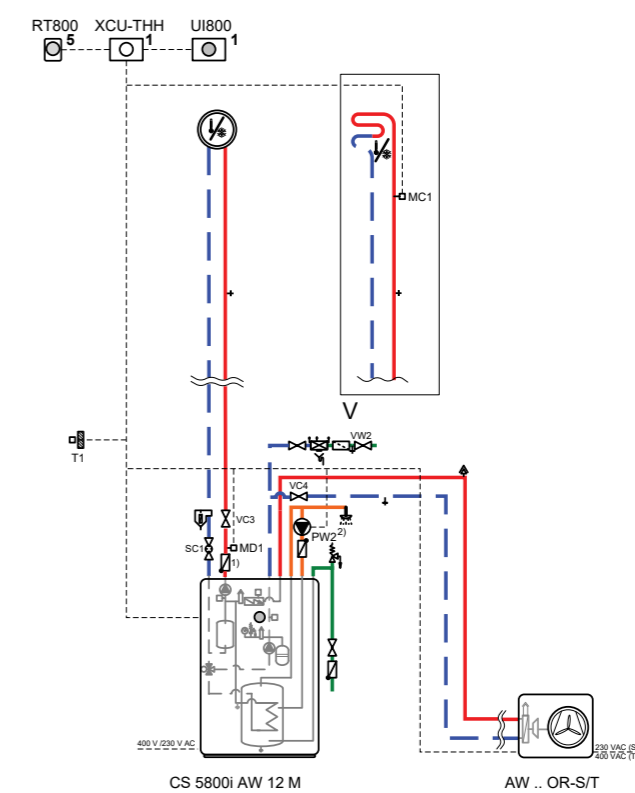 RT800 XCU-THH UI800
5 1 1
MC1
V
T1
VW2
VC4
VC3
PW2 2)
SC1
MD1
1)
400 V /230 V AC
230 VAC (S
400 VAC (T
CS 5800i AW 12 M
AW .. OR-S/T